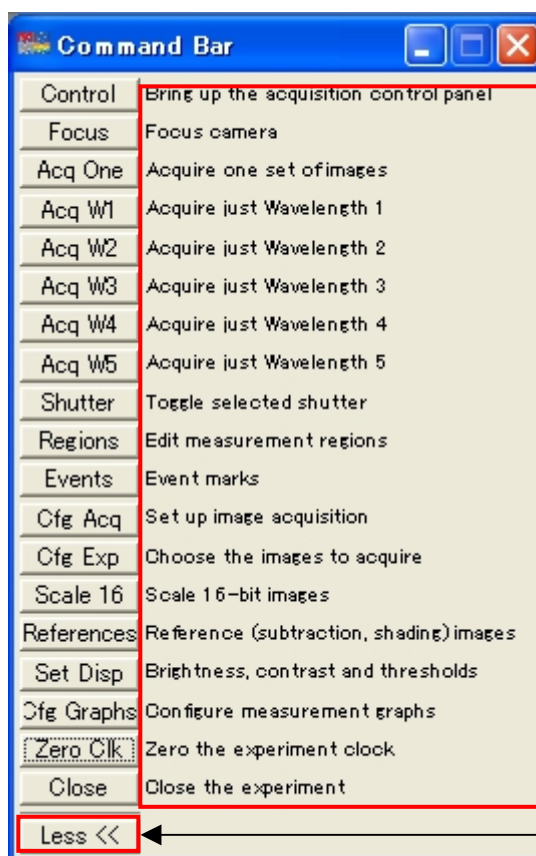 Command Bar
Control Bring up the acquisition control panel
Focus Focus camera
Acq One Acquire one set of images
Acq W1 Acquire just Wavelength 1
Acq W2 Acquire just Wavelength 2
Acq W3 Acquire just Wavelength 3
Acq W4 Acquire just Wavelength 4
Acq W5 Acquire just Wavelength 5
Shutter Toggle selected shutter
Regions Edit measurement regions
Events Event marks
Cfg Acq Set up image acquisition
Cfg Exp Choose the images to acquire
Scale 16 Scale 16-bit images
References Reference (subtraction, shading) images
Set Disp Brightness, contrast and thresholds
Cfg Graphs Configure measurement graphs
Zero Clk Zero the experiment clock
Close Close the experiment
Less <<